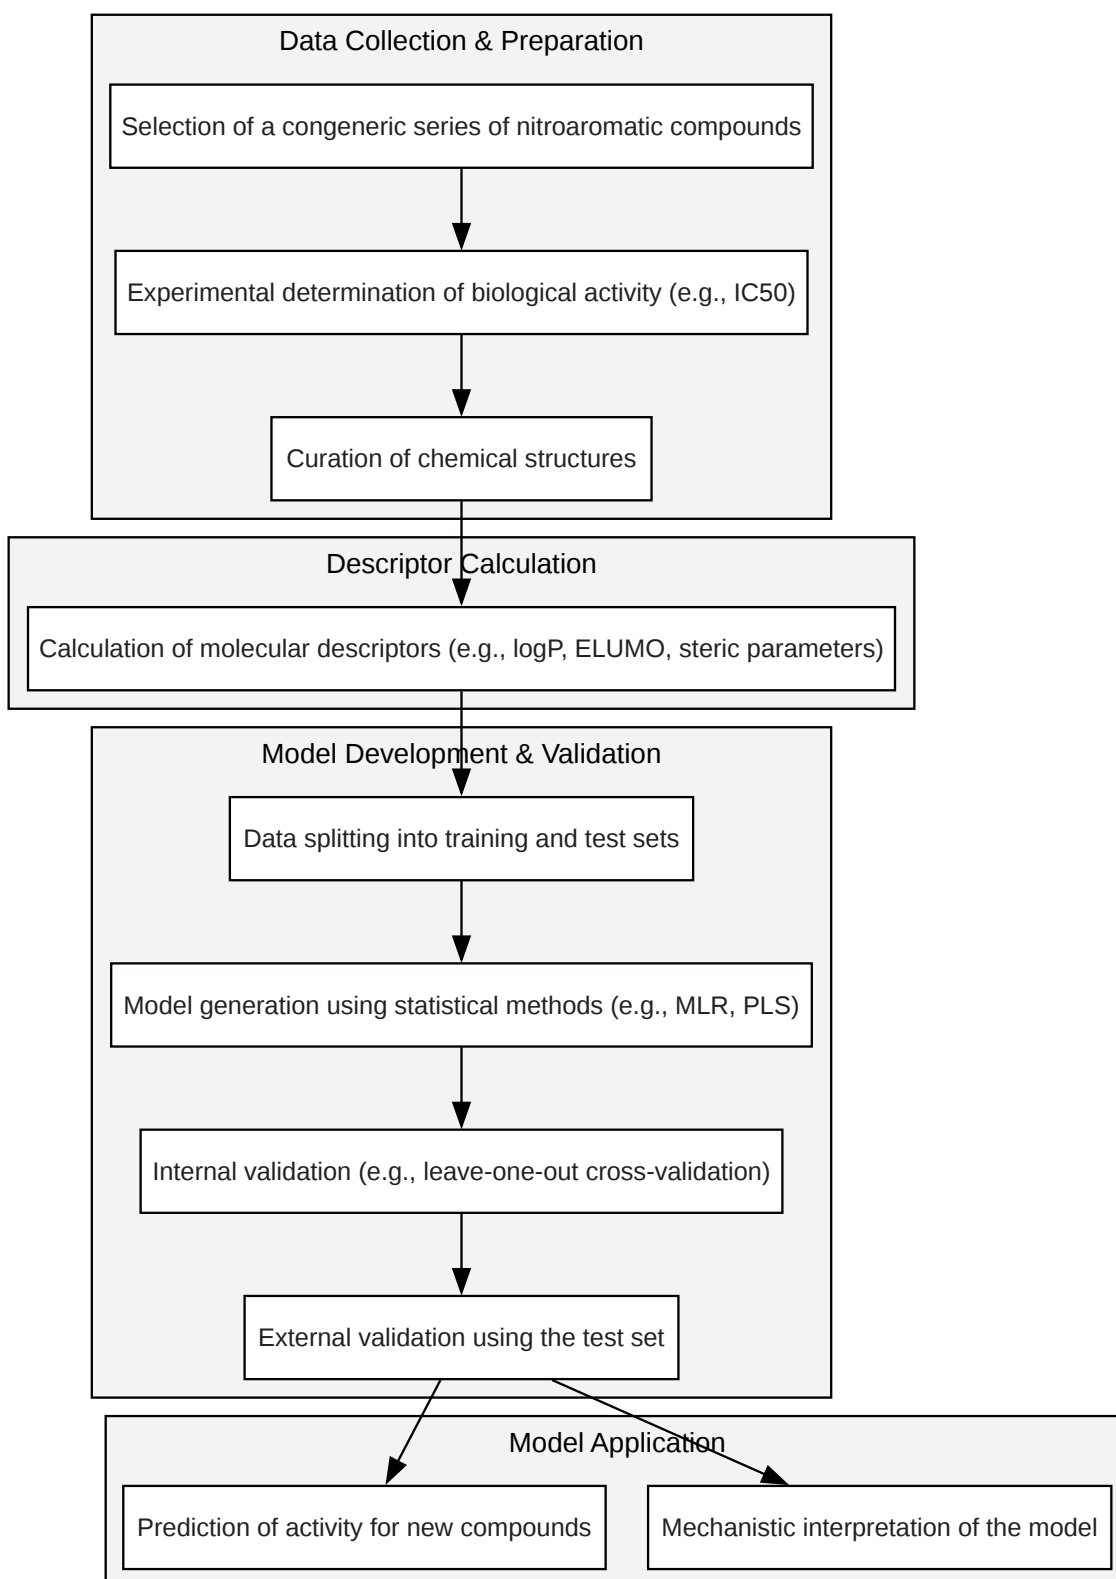 Data Collection & Preparation
Selection of a congeneric series of nitroaromatic compounds
Experimental determination of biological activity (e.g., IC50)
Curation of chemical structures
Descriptor Calculation
Calculation of molecular descriptors (e.g., logP, ELUMO, steric parameters)
Model Development & Validation
Data splitting into training and test sets
Model generation using statistical methods (e.g., MLR, PLS)
Internal validation (e.g., leave-one-out cross-validation)
External validation using the test set
Model Application
Prediction of activity for new compounds
Mechanistic interpretation of the model